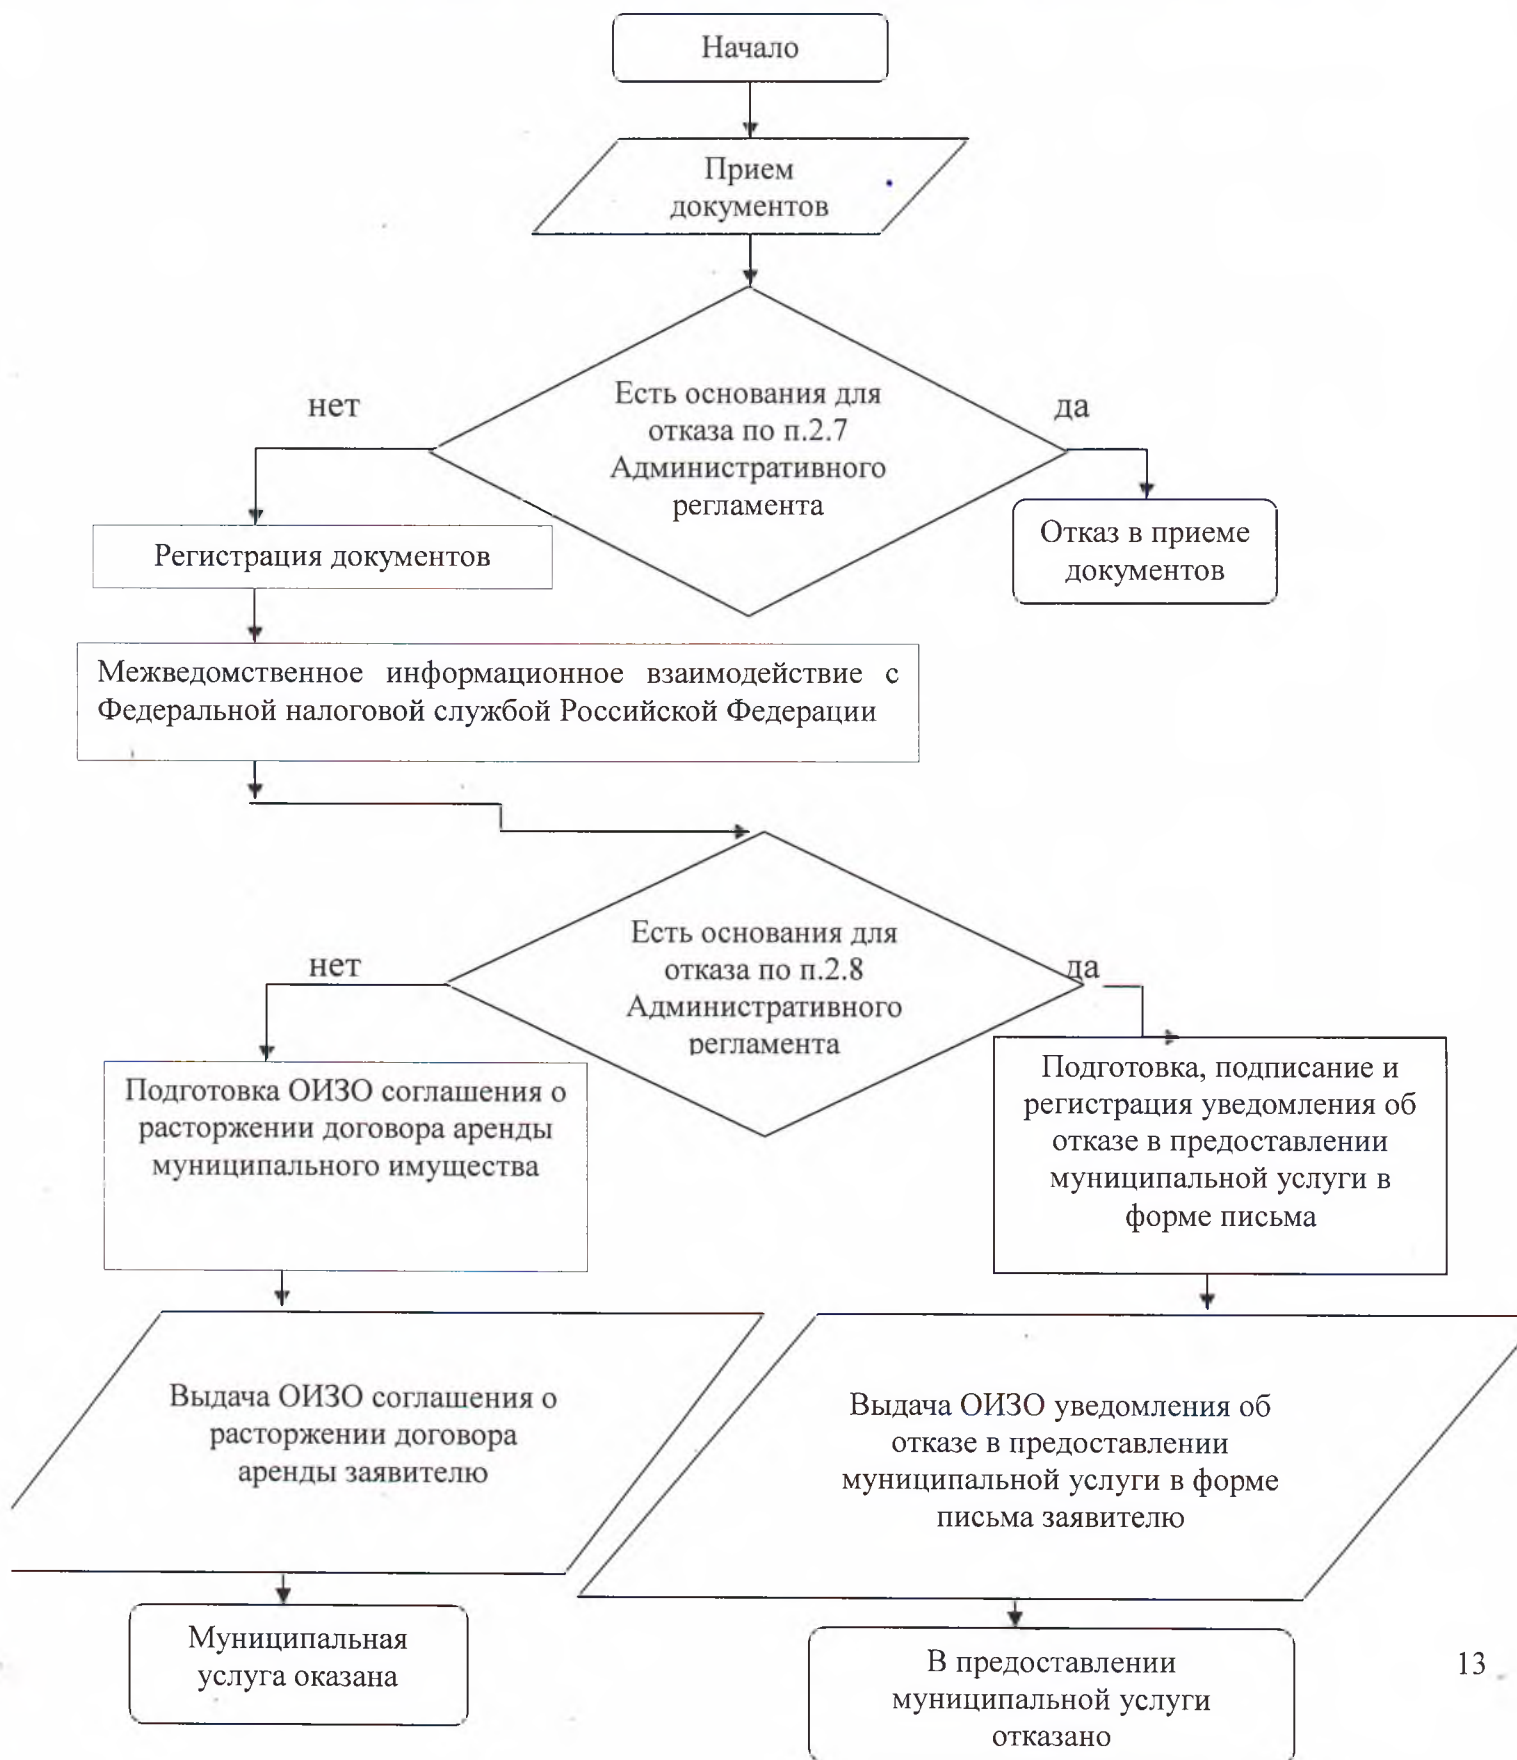 Начало
Прием
документов
Есть основания для
отказа по п.2.7
Административного
регламента
нет
да
Регистрация документов
Отказ в приеме
документов
Межведомственное информационное взаимодействие с
Федеральной налоговой службой Российской Федерации
Есть основания для
отказа по п.2.8
Административного
регламента
нет
да
Подготовка ОИЗО соглашения о
расторжении договора аренды
муниципального имущества
Подготовка, подписание и
регистрация уведомления об
отказе в предоставлении
муниципальной услуги в
форме письма
Выдача ОИЗО соглашения о
расторжении договора
аренды заявителю
Выдача ОИЗО уведомления об
отказе в предоставлении
муниципальной услуги в форме
письма заявителю
Муниципальная
услуга оказана
В предоставлении
муниципальной услуги
отказано
13